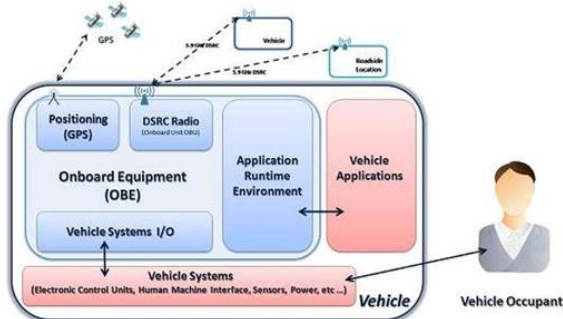 GPS
5.9 GHz DSRC
Vehicle
5.9 GHz DSRC
Roadside
Location
Positioning
(GPS)
DSRC Radio
(Onboard Unit OBU)
Onboard Equipment
(OBE)
Application
Runtime
Environment
Vehicle
Applications
Vehicle Systems I/O
Vehicle Systems
(Electronic Control Units, Human Machine Interface, Sensors, Power, etc ...)
Vehicle
Vehicle Occupant